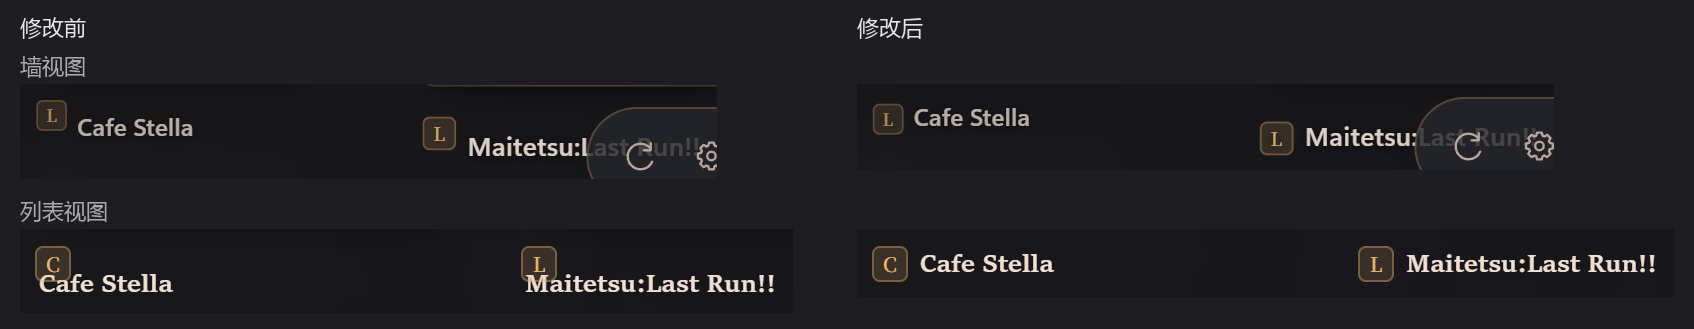 修改前
修改后
墙视图
L Cafe Stella
L Maitetsu:Last Run!!
L Cafe Stella
L Maitetsu:Last Run!!
列表视图
C Cafe Stella
L Maitetsu:Last Run!!
C Cafe Stella
L Maitetsu:Last Run!!